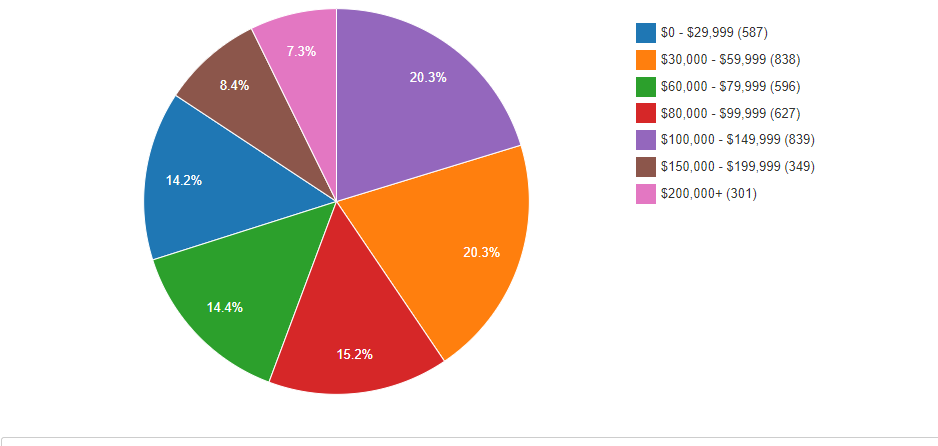 7.3%
20.3%
8.4%
14.2%
20.3%
14.4%
15.2%
$0 - $29,999 (587)
$30,000 - $59,999 (838)
$60,000 - $79,999 (596)
$80,000 - $99,999 (627)
$100,000 - $149,999 (839)
$150,000 - $199,999 (349)
$200,000+ (301)